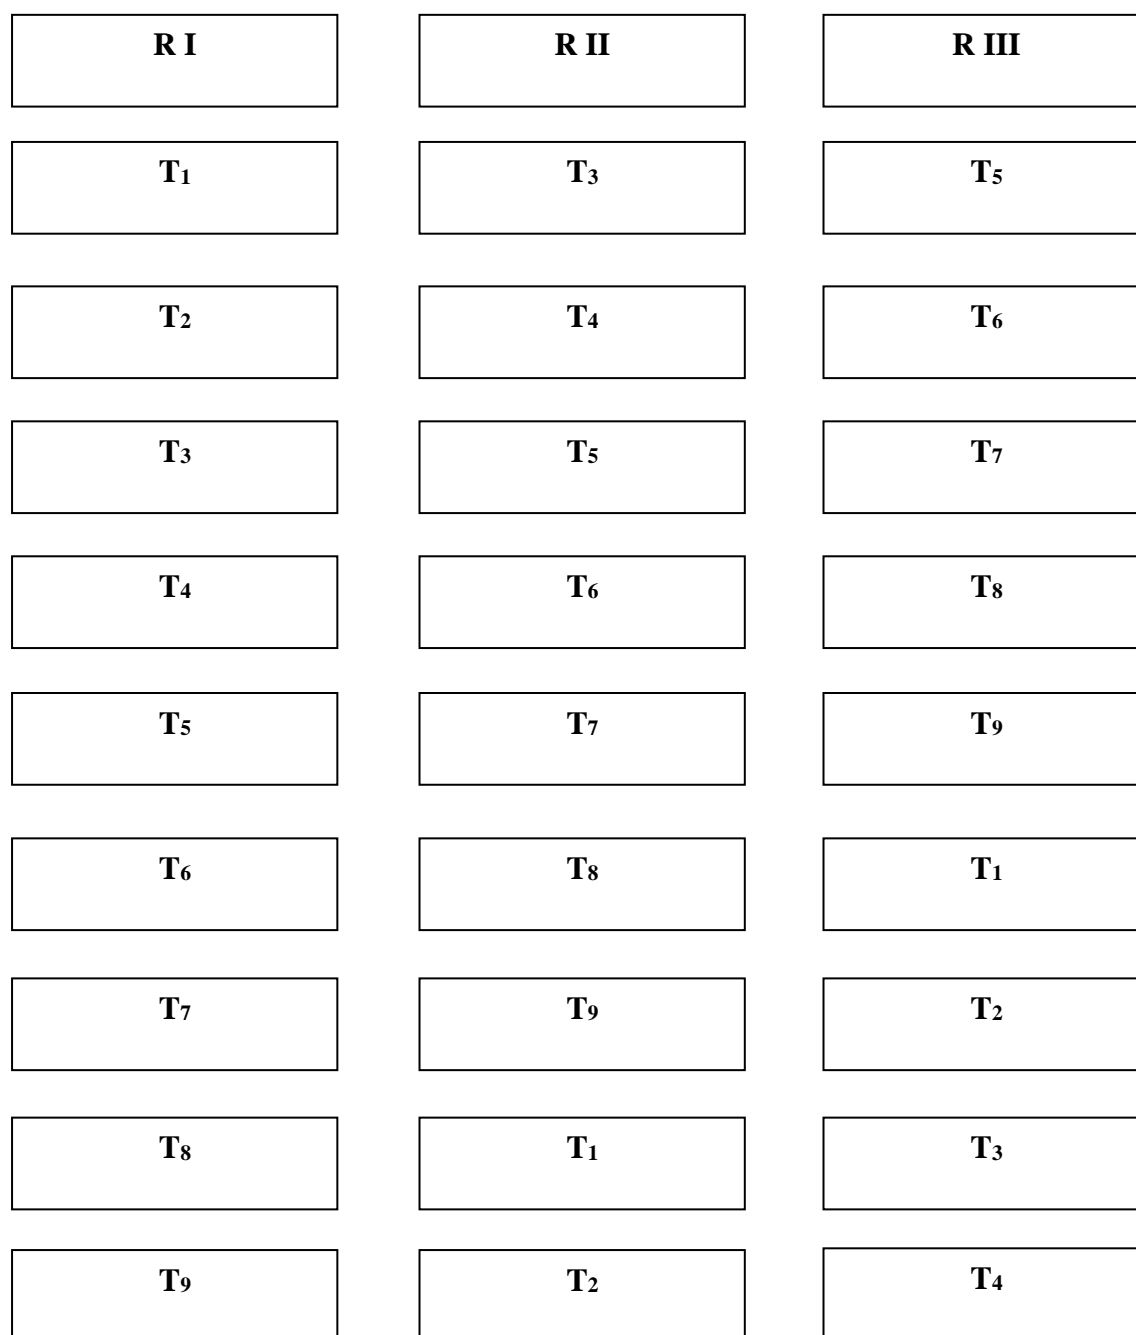 R I R II R III
T1 T3 T5
T2 T4 T6
T3 T5 T7
T4 T6 T8
T5 T7 T9
T6 T8 T1
T7 T9 T2
T8 T1 T3
T9 T2 T4